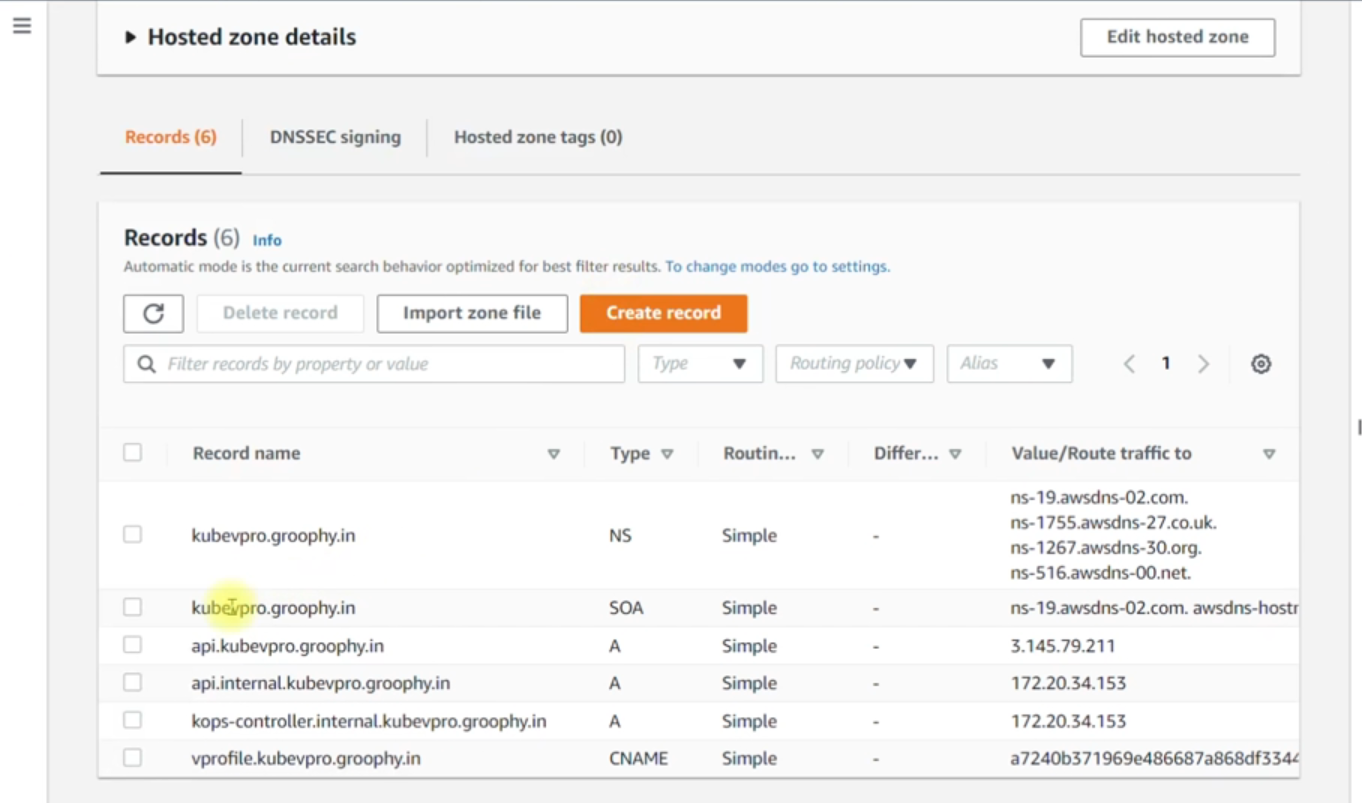 Hosted zone details
Edit hosted zone
Records (6)
DNSSEC signing
Hosted zone tags (0)
Records (6) Info
Automatic mode is the current search behavior optimized for best filter results. To change modes go to settings.
Delete record
Import zone file
Create record
Filter records by property or value
Type
Routing policy
Alias
1
Record name Type Routin... Differ... Value/Route traffic to
ns-19.awsdns-02.com.
ns-1755.awsdns-27.co.uk.
kubevpro.groophy.in NS Simple -
ns-1267.awsdns-30.org.
ns-516.awsdns-00.net.
kubevpro.groophy.in SOA Simple - ns-19.awsdns-02.com. awsdns-hostr
api.kubevpro.groophy.in A Simple - 3.145.79.211
api.internal.kubevpro.groophy.in A Simple - 172.20.34.153
kops-controller.internal.kubevpro.groophy.in A Simple - 172.20.34.153
vprofile.kubevpro.groophy.in CNAME Simple - a7240b371969e486687a868df3344